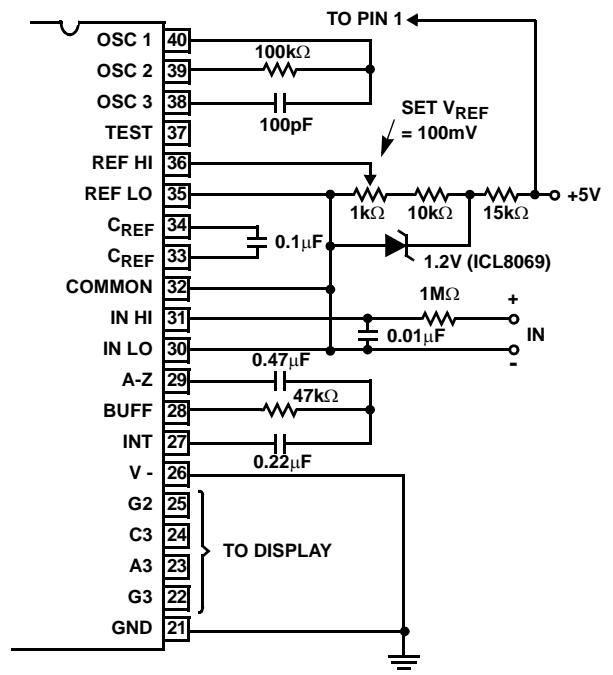 TO PIN 1
OSC 1 40
100kΩ
OSC 2 39
OSC 3 38
100pF
SET VREF
= 100mV
TEST 37
REF HI 36
REF LO 35
1kΩ 10kΩ 15kΩ
+5V
CREF 34
0.1μF
CREF 33
1.2V (ICL8069)
COMMON 32
1MΩ
+
IN HI 31
0.01μF
IN
IN LO 30
-
0.47μF
A-Z 29
47kΩ
BUFF 28
INT 27
0.22μF
V - 26
G2 25
C3 24
TO DISPLAY
A3 23
G3 22
GND 21